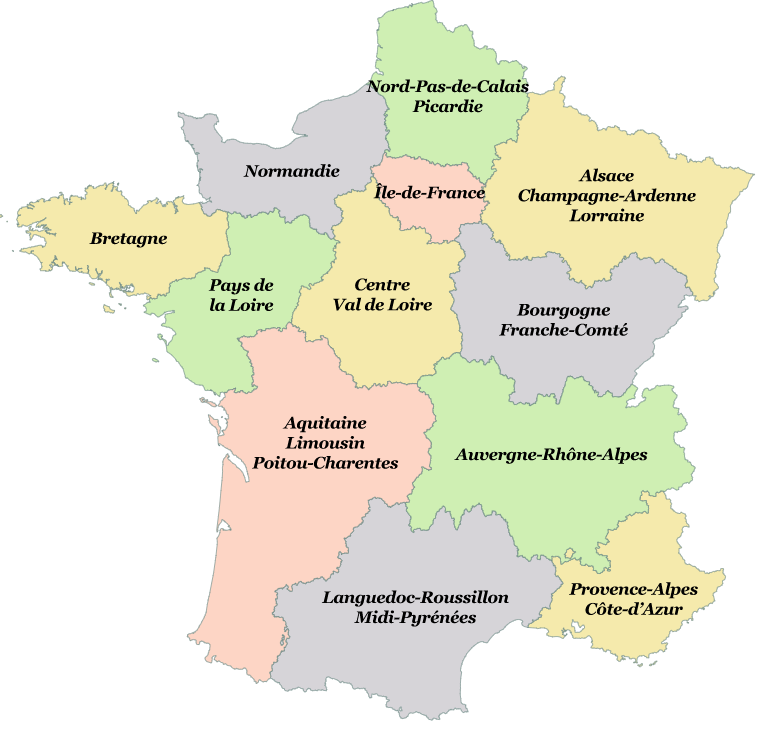 Nord-Pas-de-Calais
Picardie
Normandie
Île-de-France
Alsace
Champagne-Ardenne
Lorraine
Bretagne
Pays de
la Loire
Centre
Val de Loire
Bourgogne
Franche-Comté
Aquitaine
Limousin
Poitou-Charentes
Auvergne-Rhône-Alpes
Languedoc-Roussillon
Midi-Pyrénées
Provence-Alpes
Côte-d'Azur